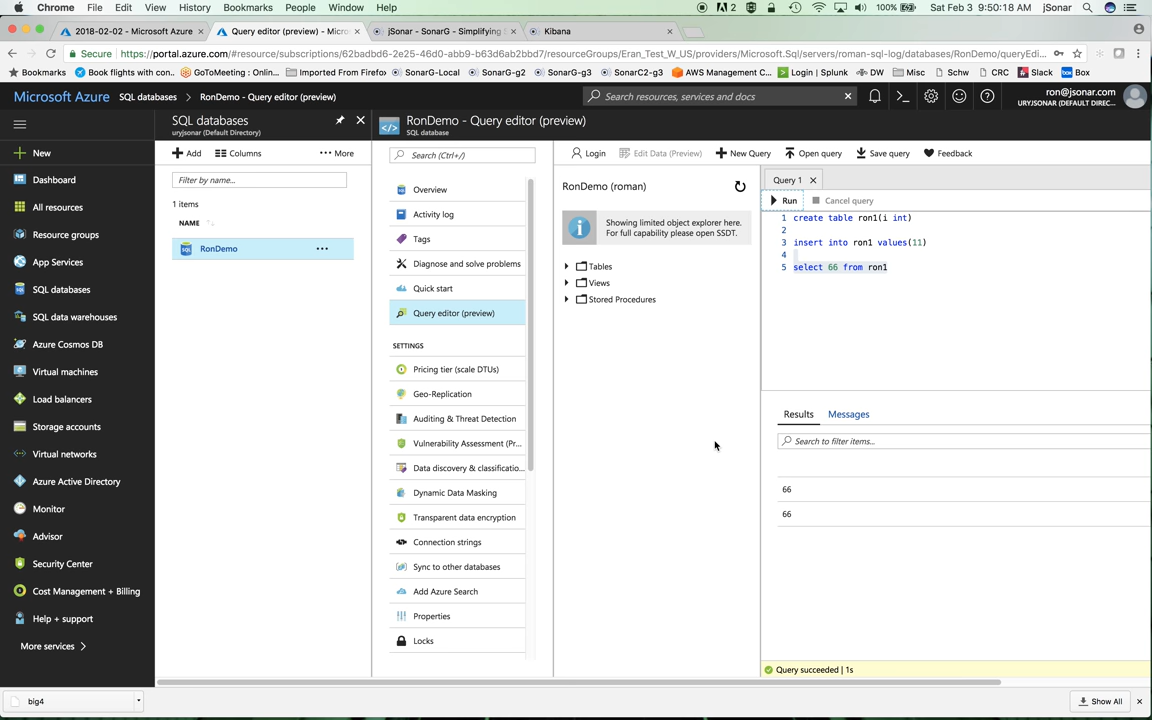 Chrome File Edit View History Bookmarks People Window Help 2 100% Sat Feb 3 9:50:18 AM jSonar
2018-02-02 - Microsoft Azure Query editor (preview) - Micro jSonar - SonarG - Simplifying Kibana
Secure https://portal.azure.com/#resource/subscriptions/62badbd6-2e25-46d0-abb9-b63d6ab2bbd7/resourceGroups/Eran_Test_W_US/providers/Microsoft.Sql/servers/roman-sql-log/databases/RonDemo/queryEdi...
Bookmarks Book flights with con.. GoToMeeting : Onlin... Imported From Firefox SonarG-Local SonarG-g2 SonarG-g3 SonarC2-g3 AWS Management C... Login | Splunk DW Misc Schw CRC Slack Box
Microsoft Azure SQL databases > RonDemo - Query editor (preview) Search resources, services and docs ron@jsonar.com
URYJSONAR (DEFAULT DIREC...
SQL databases
uryjsonar (Default Directory)
RonDemo - Query editor (preview)
SQL database
New
Dashboard
All resources
Resource groups
App Services
SQL databases
SQL data warehouses
Azure Cosmos DB
Virtual machines
Load balancers
Storage accounts
Virtual networks
Azure Active Directory
Monitor
Advisor
Security Center
Cost Management + Billing
Help + support
More services >
Add Columns More
Filter by name...
1 items
NAME
RonDemo
Search (Ctrl+/)
Overview
Activity log
Tags
Diagnose and solve problems
Quick start
Query editor (preview)
SETTINGS
Pricing tier (scale DTUs)
Geo-Replication
Auditing & Threat Detection
Vulnerability Assessment (Pr...
Data discovery & classificatio...
Dynamic Data Masking
Transparent data encryption
Connection strings
Sync to other databases
Add Azure Search
Properties
Locks
Login Edit Data (Preview) New Query Open query Save query Feedback
RonDemo (roman)
Showing limited object explorer here.
For full capability please open SSDT.
Tables
Views
Stored Procedures
Query 1
Run Cancel query
1 create table ron1(i int)
2
3 insert into ron1 values(11)
4
5 select 66 from ron1
Results Messages
Search to filter items...
66
66
Query succeeded | 1s
big4 Show All